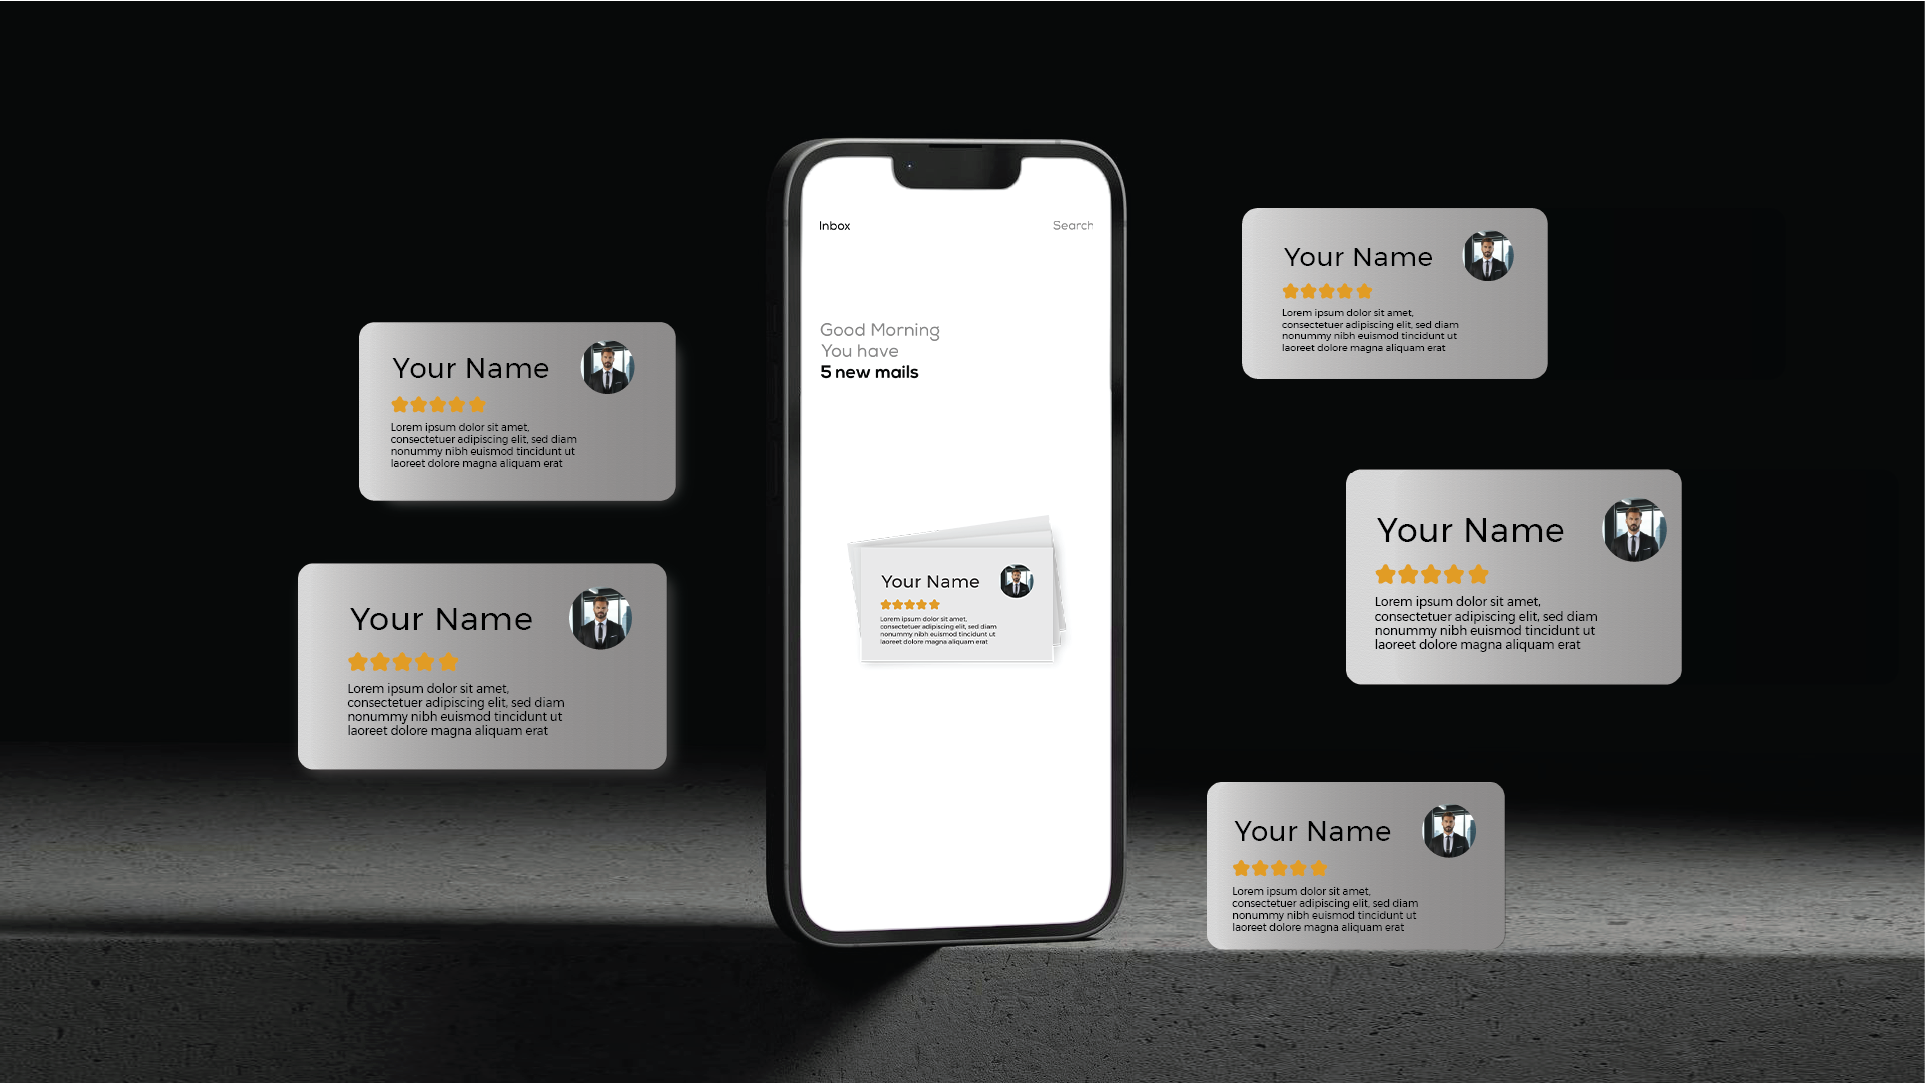 Inbox
Search
Good Morning
You have
5 new mails
Your Name
Lorem ipsum dolor sit amet,
consectetuer adipiscing elit, sed diam
nonummy nibh euismod tincidunt ut
laoreet dolore magna aliquam erat
Your Name
Lorem ipsum dolor sit amet,
consectetuer adipiscing elit, sed diam
nonummy nibh euismod tincidunt ut
laoreet dolore magna aliquam erat
Your Name
Lorem ipsum dolor sit amet,
consectetuer adipiscing elit, sed diam
nonummy nibh euismod tincidunt ut
laoreet dolore magna aliquam erat
Your Name
Lorem ipsum dolor sit amet,
consectetuer adipiscing elit, sed diam
nonummy nibh euismod tincidunt ut
laoreet dolore magna aliquam erat
Your Name
Lorem ipsum dolor sit amet,
consectetuer adipiscing elit, sed diam
nonummy nibh euismod tincidunt ut
laoreet dolore magna aliquam erat
Your Name
Lorem ipsum dolor sit amet,
consectetuer adipiscing elit, sed diam
nonummy nibh euismod tincidunt ut
laoreet dolore magna aliquam erat